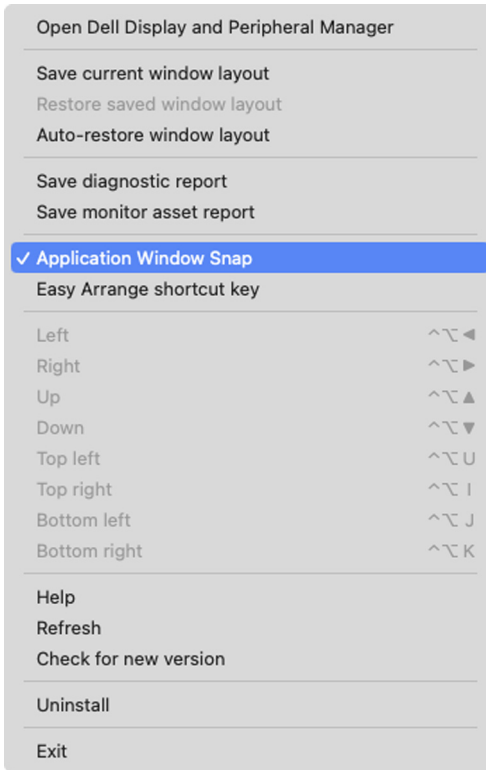 Open Dell Display and Peripheral Manager
Save current window layout
Restore saved window layout
Auto-restore window layout
Save diagnostic report
Save monitor asset report
✓ Application Window Snap
Easy Arrange shortcut key
Left ^⌥◀
Right ^⌥▶
Up ^⌥▲
Down ^⌥▼
Top left ^⌥ U
Top right ^⌥ I
Bottom left ^⌥ J
Bottom right ^⌥ K
Help
Refresh
Check for new version
Uninstall
Exit